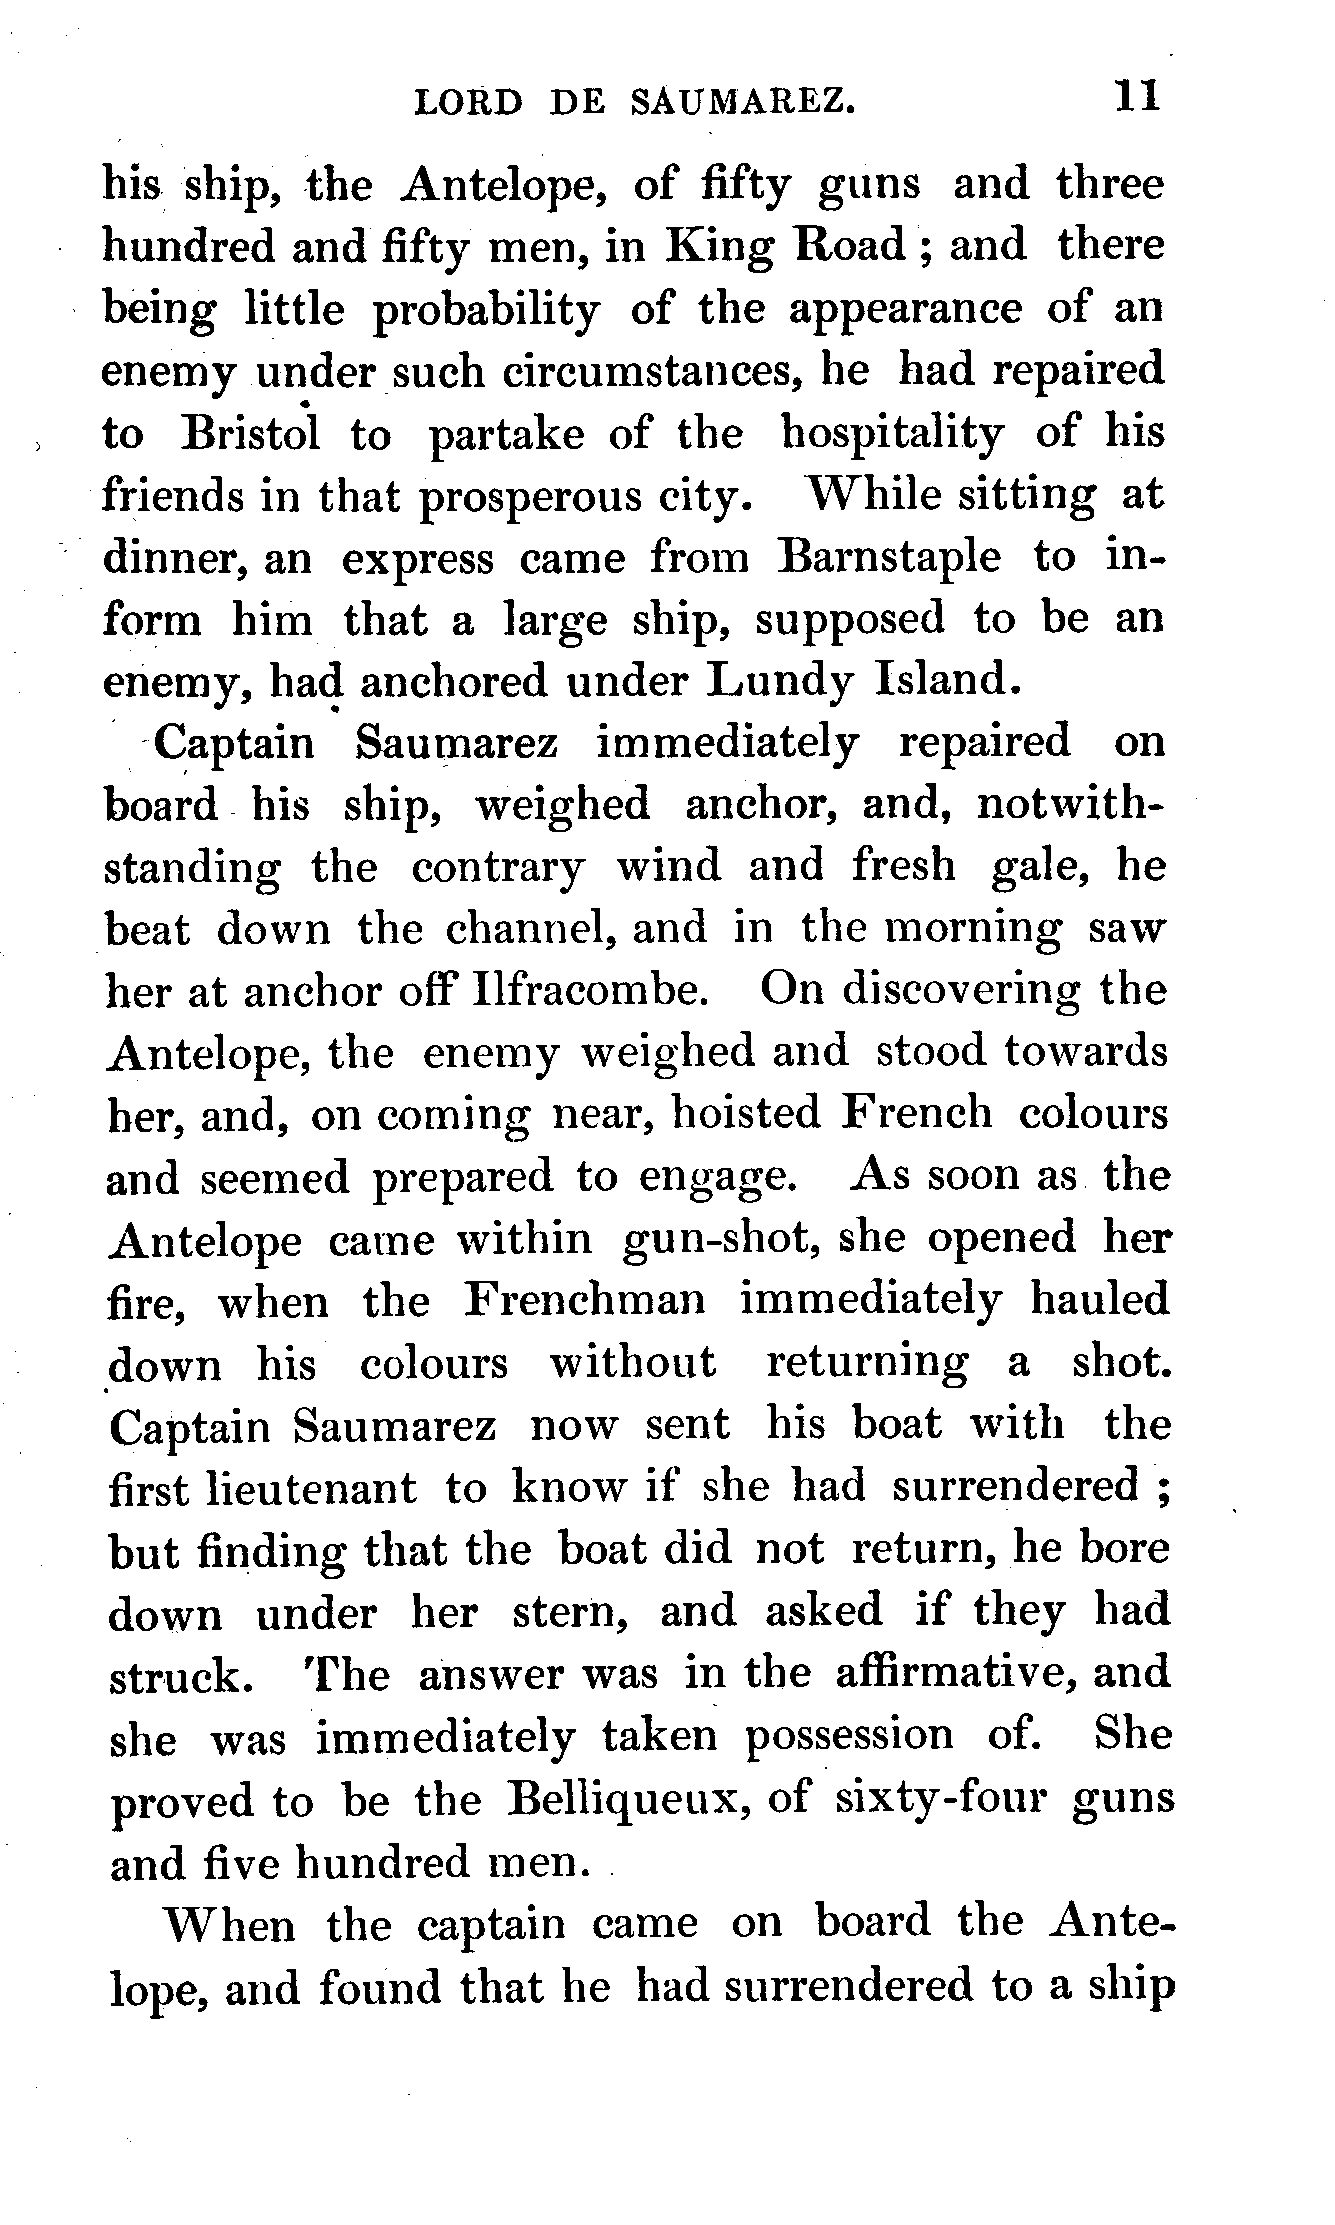 LORD DE SAUMAREZ. 11
his ship, the Antelope, of fifty guns and three
hundred and fifty men, in King Road ; and there
being little probability of the appearance of an
enemy under such circumstances, he had repaired
to Bristol to partake of the hospitality of his
friends in that prosperous city. While sitting at
dinner, an express came from Barnstaple to in-
form him that a large ship, supposed to be an
enemy, had anchored under Lundy Island.
Captain Saumarez immediately repaired on
board his ship, weighed anchor, and, notwith-
standing the contrary wind and fresh gale, he
beat down the channel, and in the morning saw
her at anchor off Ilfracombe. On discovering the
Antelope, the enemy weighed and stood towards
her, and, on coming near, hoisted French colours
and seemed prepared to engage. As soon as the
Antelope came within gun-shot, she opened her
fire, when the Frenchman immediately hauled
down his colours without returning a shot.
Captain Saumarez now sent his boat with the
first lieutenant to know if she had surrendered ;
but finding that the boat did not return, he bore
down under her stern, and asked if they had
struck. The answer was in the affirmative, and
she was immediately taken possession of. She
proved to be the Belliqueux, of sixty-four guns
and five hundred men.
When the captain came on board the Ante-
lope, and found that he had surrendered to a ship